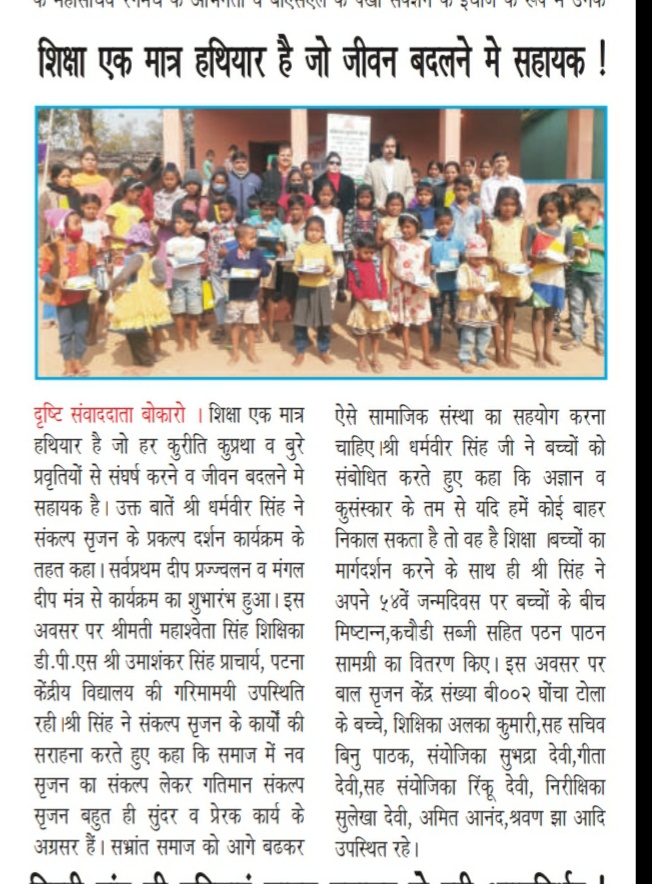 शिक्षा एक मात्र हथियार है जो जीवन बदलने मे सहायक !
दृष्टि संवाददाता बोकारो । शिक्षा एक मात्र
हथियार है जो हर कुरीति कुप्रथा व बुरे
प्रवृतियों से संघर्ष करने व जीवन बदलने मे
सहायक है। उक्त बातें श्री धर्मवीर सिंह ने
संकल्प सृजन के प्रकल्प दर्शन कार्यक्रम के
तहत कहा। सर्वप्रथम दीप प्रज्ज्वलन व मंगल
दीप मंत्र से कार्यक्रम का शुभारंभ हुआ। इस
अवसर पर श्रीमती महाश्वेता सिंह शिक्षिका
डी.पी.एस श्री उमाशंकर सिंह प्राचार्य, पटना
केंद्रीय विद्यालय की गरिमामयी उपस्थिति
रही।श्री सिंह ने संकल्प सृजन के कार्यों की
सराहना करते हुए कहा कि समाज में नव
सृजन का संकल्प लेकर गतिमान संकल्प
सृजन बहुत ही सुंदर व प्रेरक कार्य के
अग्रसर हैं। सभ्रांत समाज को आगे बढकर
ऐसे सामाजिक संस्था का सहयोग करना
चाहिए।श्री धर्मवीर सिंह जी ने बच्चों को
संबोधित करते हुए कहा कि अज्ञान व
कुसंस्कार के तम से यदि हमें कोई बाहर
निकाल सकता है तो वह है शिक्षा ।बच्चों का
मार्गदर्शन करने के साथ ही श्री सिंह ने
अपने ५४वें जन्मदिवस पर बच्चों के बीच
मिष्टान्न,कचौडी सब्जी सहित पठन पाठन
सामग्री का वितरण किए। इस अवसर पर
बाल सृजन केंद्र संख्या बी००२ घोंचा टोला
के बच्चे, शिक्षिका अलका कुमारी,सह सचिव
बिनु पाठक, संयोजिका सुभद्रा देवी,गीता
देवी,सह संयोजिका रिंकू देवी, निरीक्षिका
सुलेखा देवी, अमित आनंद,श्रवण झा आदि
उपस्थित रहे।